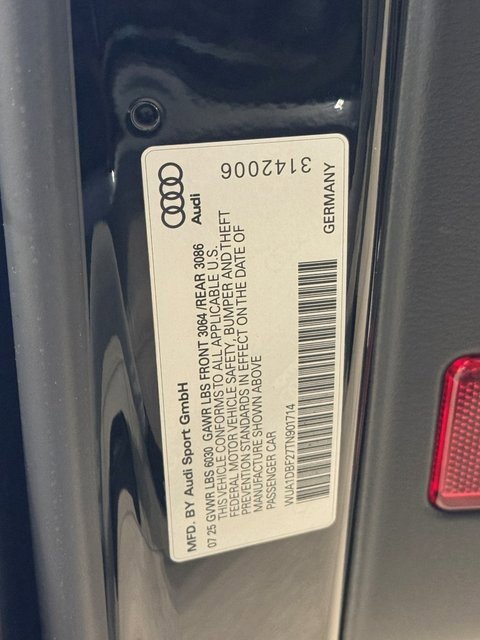 MFD. BY Audi Sport GmbH
Audi
07 25 GVWR LBS 6030 GAWR LBS FRONT 3064 /REAR 3086
THIS VEHICLE CONFORMS TO ALL APPLICABLE U.S.
FEDERAL MOTOR VEHICLE SAFETY, BUMPER AND THEFT
PREVENTION STANDARDS IN EFFECT ON THE DATE OF
MANUFACTURE SHOWN ABOVE
PASSENGER CAR
WUA1DBF27TN901714
GERMANY
3142006